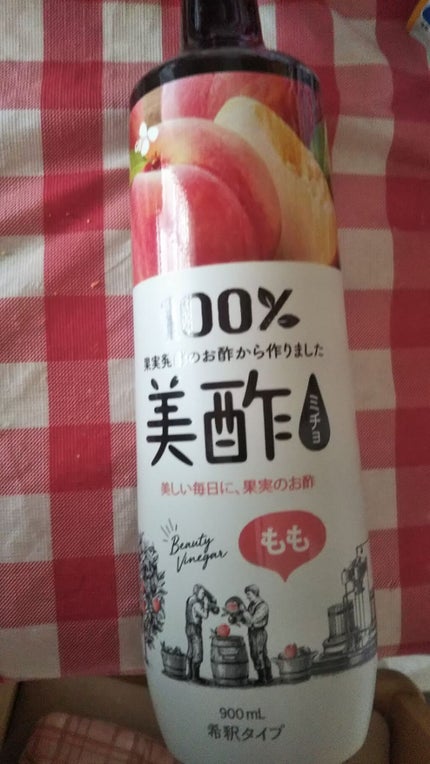 100%
果実発酵のお酢から作りました
美酢
ミチョ
美しい毎日に、果実のお酢
Beauty
Vinegar
もも
900mL
希釈タイプ